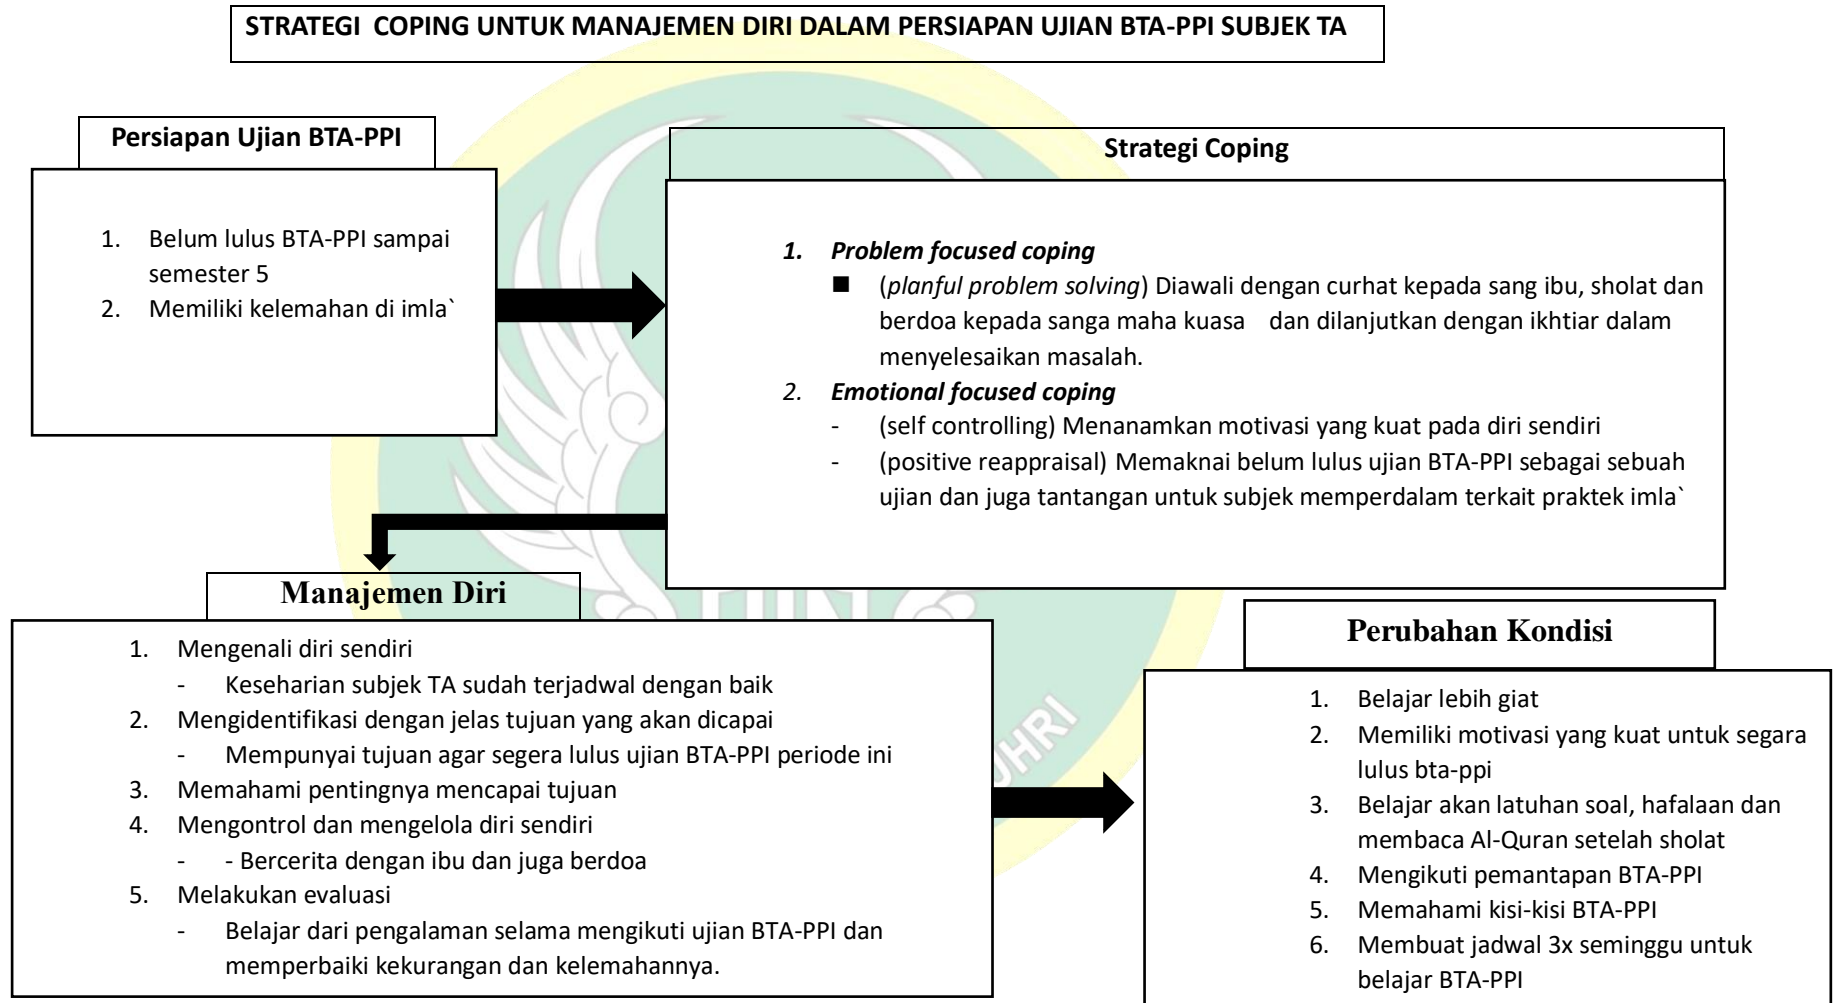 STRATEGI COPING UNTUK MANAJEMEN DIRI DALAM PERSIAPAN UJIAN BTA-PPI SUBJEK TA
Persiapan Ujian BTA-PPI
1. Belum lulus BTA-PPI sampai
semester 5
2. Memiliki kelemahan di imla`
Strategi Coping
1. Problem focused coping
■ (planful problem solving) Diawali dengan curhat kepada sang ibu, sholat dan
berdoa kepada sanga maha kuasa dan dilanjutkan dengan ikhtiar dalam
menyelesaikan masalah.
2. Emotional focused coping
- (self controlling) Menanamkan motivasi yang kuat pada diri sendiri
- (positive reappraisal) Memaknai belum lulus ujian BTA-PPI sebagai sebuah
ujian dan juga tantangan untuk subjek memperdalam terkait praktek imla`
Manajemen Diri
1. Mengenali diri sendiri
- Keseharian subjek TA sudah terjadwal dengan baik
2. Mengidentifikasi dengan jelas tujuan yang akan dicapai
- Mempunyai tujuan agar segera lulus ujian BTA-PPI periode ini
3. Memahami pentingnya mencapai tujuan
4. Mengontrol dan mengelola diri sendiri
- - Bercerita dengan ibu dan juga berdoa
5. Melakukan evaluasi
- Belajar dari pengalaman selama mengikuti ujian BTA-PPI dan
memperbaiki kekurangan dan kelemahannya.
Perubahan Kondisi
1. Belajar lebih giat
2. Memiliki motivasi yang kuat untuk segara
lulus bta-ppi
3. Belajar akan latuhan soal, hafalaan dan
membaca Al-Quran setelah sholat
4. Mengikuti pemantapan BTA-PPI
5. Memahami kisi-kisi BTA-PPI
6. Membuat jadwal 3x seminggu untuk
belajar BTA-PPI